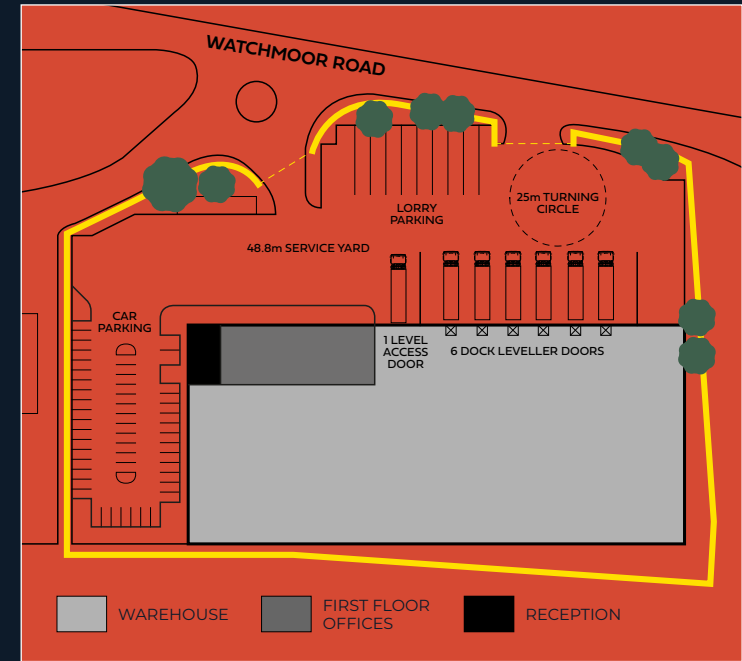 WATCHMOOR ROAD
LORRY
PARKING
25m TURNING
CIRCLE
48.8m SERVICE YARD
CAR
PARKING
1 LEVEL
ACCESS
DOOR
6 DOCK LEVELLER DOORS
WAREHOUSE
FIRST FLOOR
OFFICES
RECEPTION